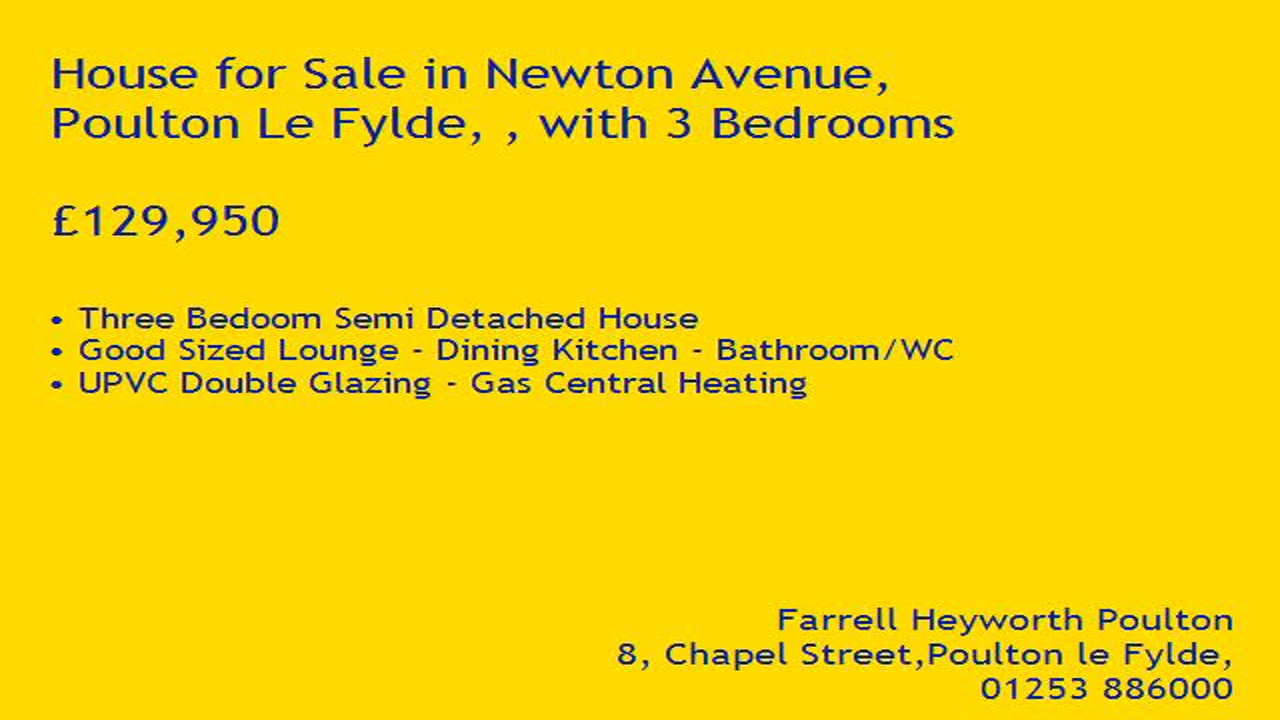 House for Sale in Newton Avenue,
Poulton Le Fylde, , with 3 Bedrooms
£129,950
• Three Bedoom Semi Detached House
• Good Sized Lounge - Dining Kitchen - Bathroom/WC
• UPVC Double Glazing - Gas Central Heating
Farrell Heyworth Poulton
8, Chapel Street,Poulton le Fylde,
01253 886000